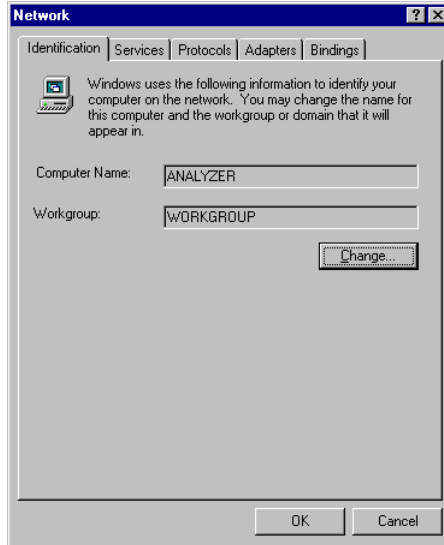 Network
Identification Services Protocols Adapters Bindings
Windows uses the following information to identify your
computer on the network. You may change the name for
this computer and the workgroup or domain that it will
appear in.
Computer Name: ANALYZER
Workgroup: WORKGROUP
Change...
OK Cancel